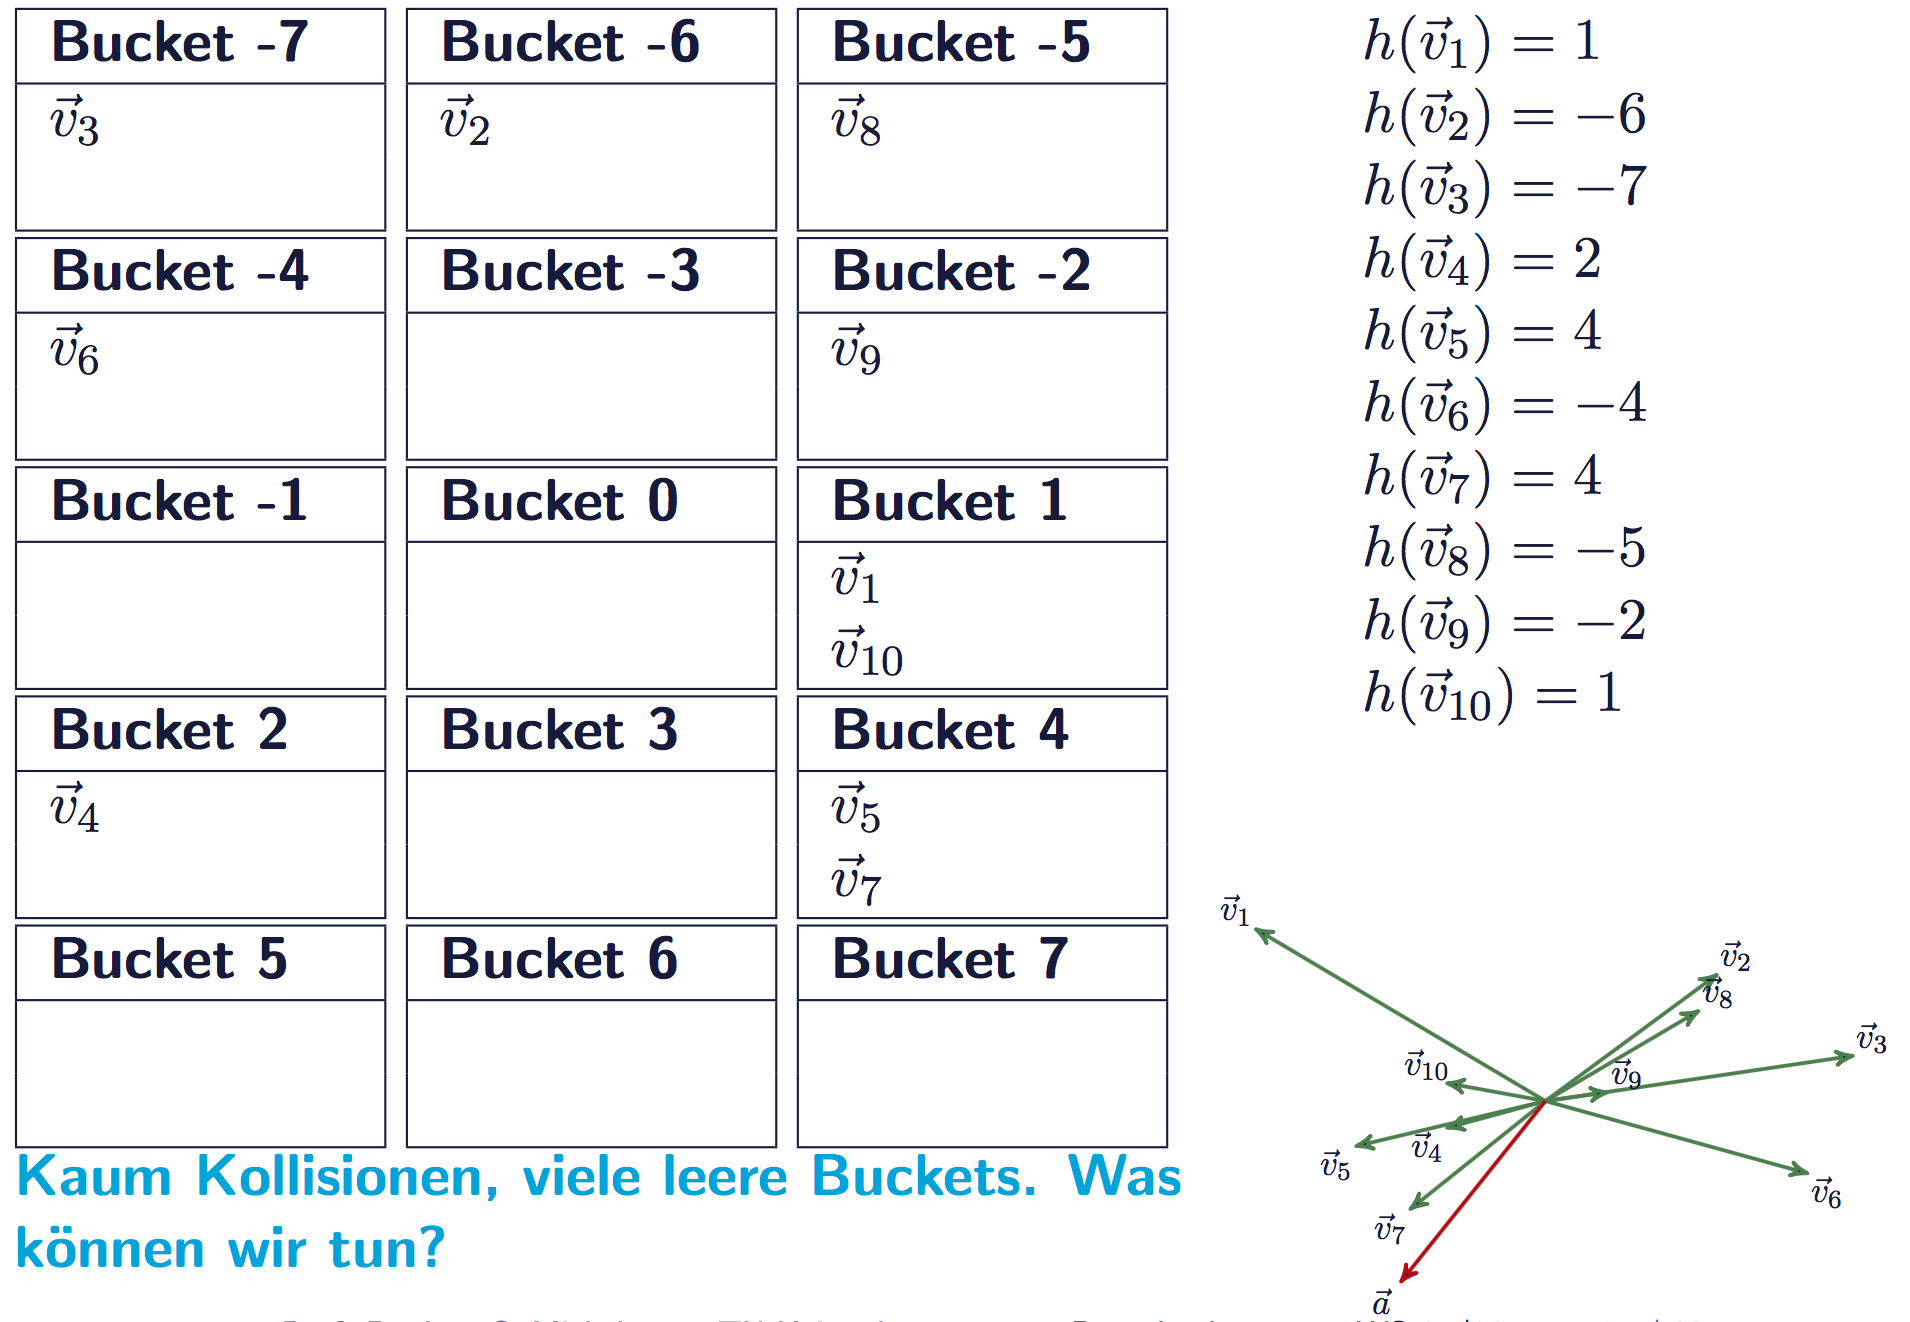 Bucket -7 Bucket -6 Bucket -5
v⃗3 v⃗2 v⃗8
Bucket -4 Bucket -3 Bucket -2
v⃗6 v⃗9
Bucket -1 Bucket 0 Bucket 1
v⃗1
v⃗10
Bucket 2 Bucket 3 Bucket 4
v⃗4 v⃗5
v⃗7
Bucket 5 Bucket 6 Bucket 7
Kaum Kollisionen, viele leere Buckets. Was
können wir tun?
h(v⃗1) = 1
h(v⃗2) = −6
h(v⃗3) = −7
h(v⃗4) = 2
h(v⃗5) = 4
h(v⃗6) = −4
h(v⃗7) = 4
h(v⃗8) = −5
h(v⃗9) = −2
h(v⃗10) = 1
v⃗1
v⃗2
v⃗8
v⃗3
v⃗10
v⃗9
v⃗4
v⃗5
v⃗6
v⃗7
a⃗